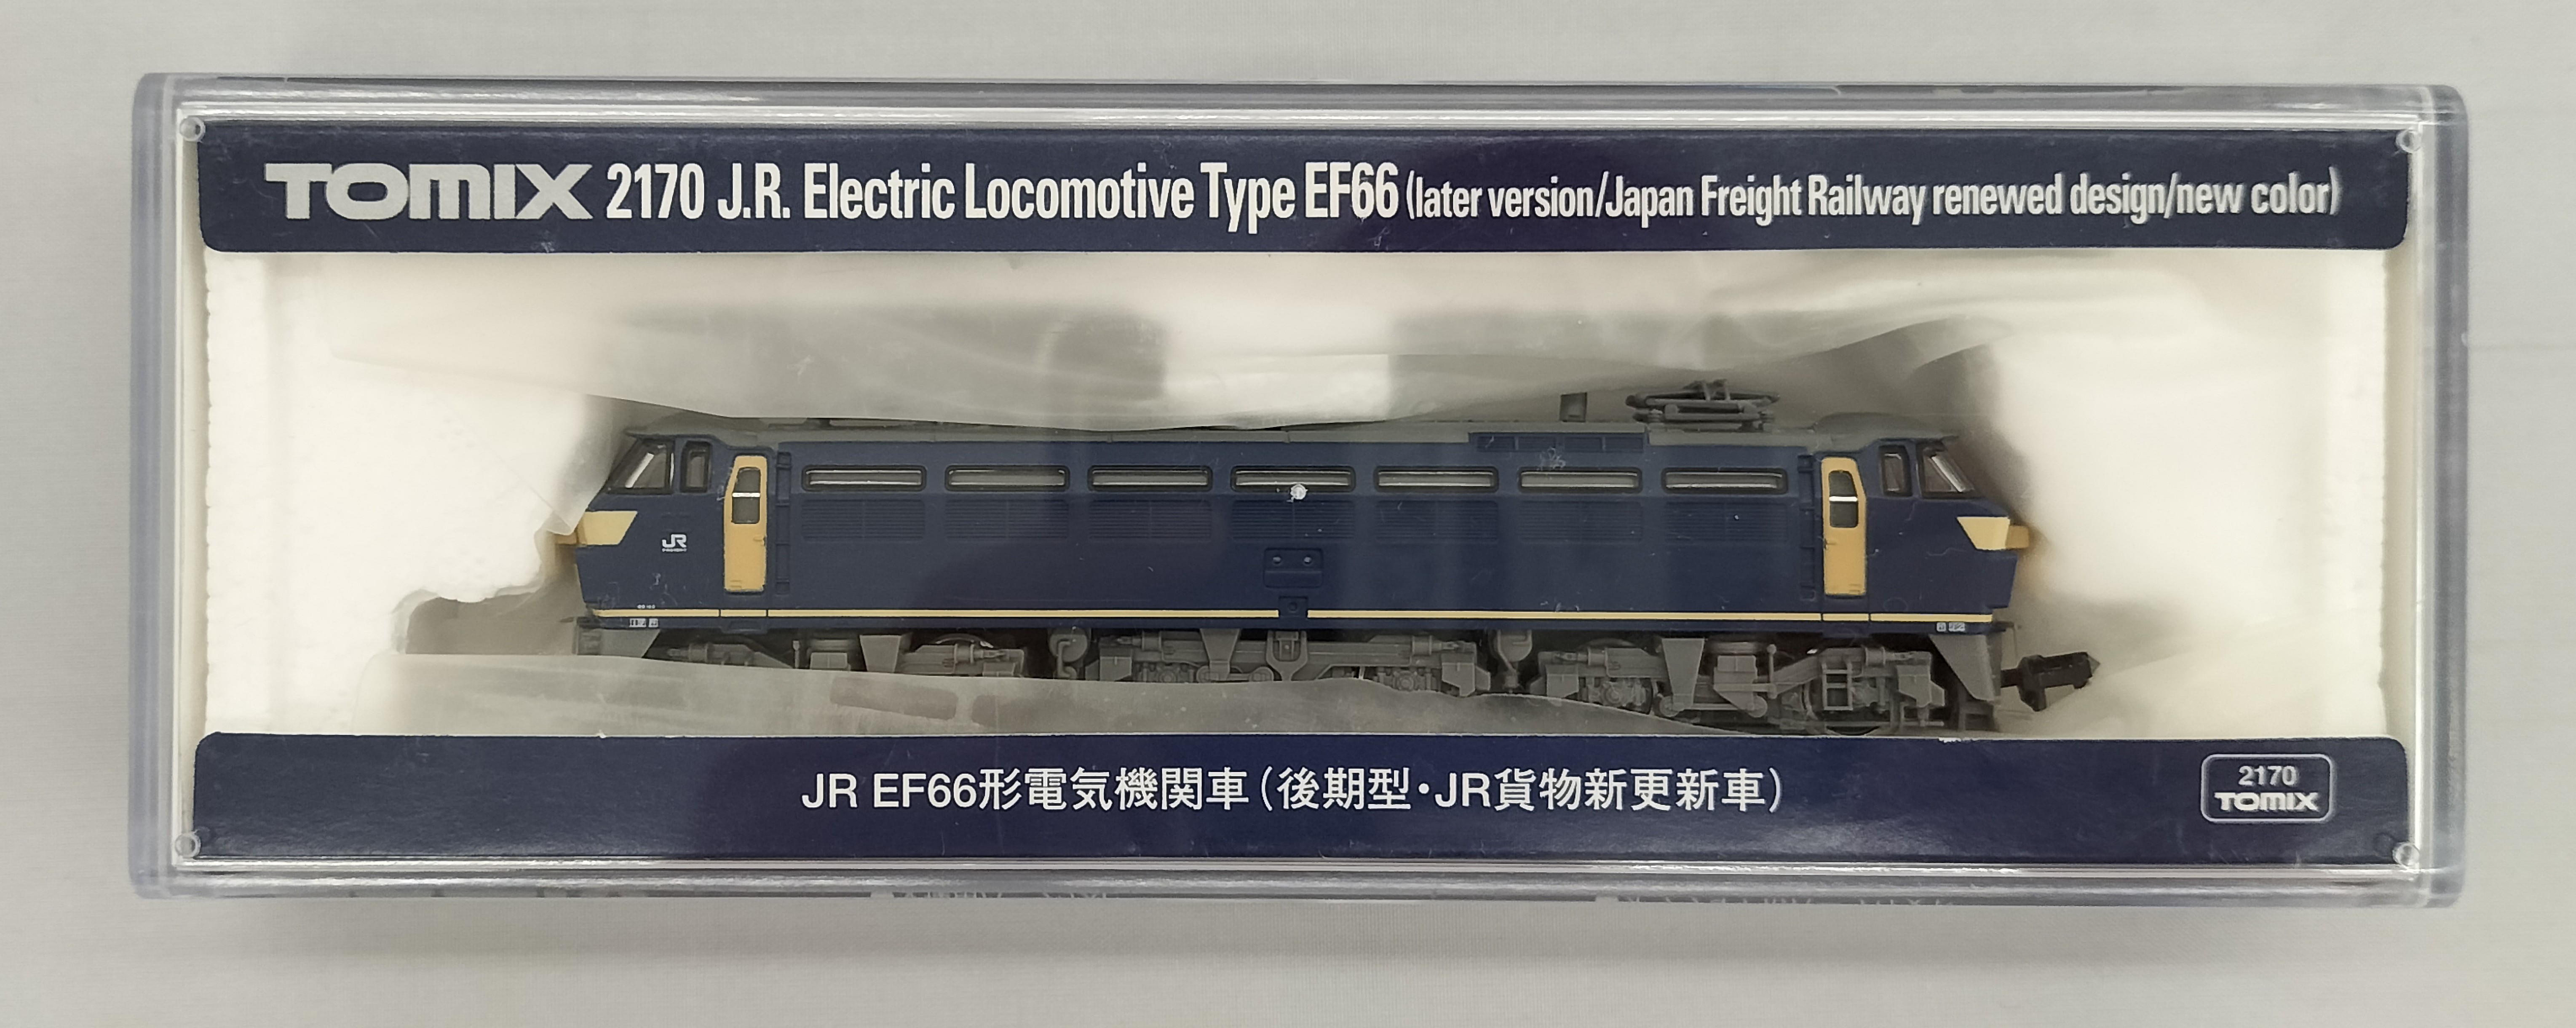 TOMIX 2170 J.R. Electric Locomotive Type EF66 (later version/Japan Freight Railway renewed design/new color)
JR
JR EF66形電気機関車(後期型・JR貨物新更新車)
2170
TOMIX